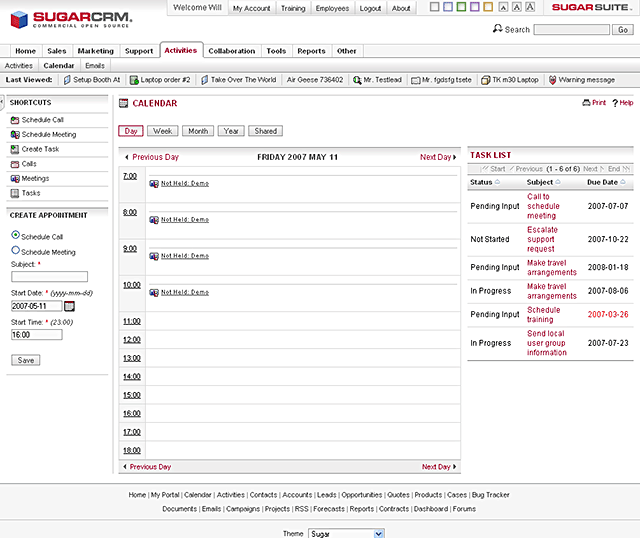 SUGARCRM.
COMMERCIAL OPEN SOURCE
Welcome Will My Account Training Employees Logout About A A A SUGARSUITE™
Search Go
Home Sales Marketing Support Activities Collaboration Tools Reports Other
Activities Calendar Emails
Last Viewed: Setup Booth At Laptop order #2 Take Over The World Air Geese 736402 Mr. Testlead Mr. fgdsfg tsete TK m30 Laptop Warning message
SHORTCUTS
Schedule Call
Schedule Meeting
Create Task
Calls
Meetings
Tasks
CREATE APPOINTMENT
Schedule Call
Schedule Meeting
Subject: *
Start Date: * (yyyy-mm-dd)
2007-05-11
Start Time: * (23:00)
16:00
Save
CALENDAR
Print ? Help
Day Week Month Year Shared
Previous Day FRIDAY 2007 MAY 11 Next Day
7:00 Not Held: Demo
8:00 Not Held: Demo
9:00 Not Held: Demo
10:00 Not Held: Demo
11:00
12:00
13:00
14:00
15:00
16:00
17:00
18:00
Previous Day Next Day
TASK LIST
Start Previous (1 - 6 of 6) Next End
Status Subject Due Date
Pending Input Call to schedule meeting 2007-07-07
Not Started Escalate support request 2007-10-22
Pending Input Make travel arrangements 2008-01-18
In Progress Make travel arrangements 2007-08-06
Pending Input Schedule training 2007-03-26
In Progress Send local user group information 2007-07-23
Home | My Portal | Calendar | Activities | Contacts | Accounts | Leads | Opportunities | Quotes | Products | Cases | Bug Tracker
Documents | Emails | Campaigns | Projects | RSS | Forecasts | Reports | Contracts | Dashboard | Forums
Theme Sugar